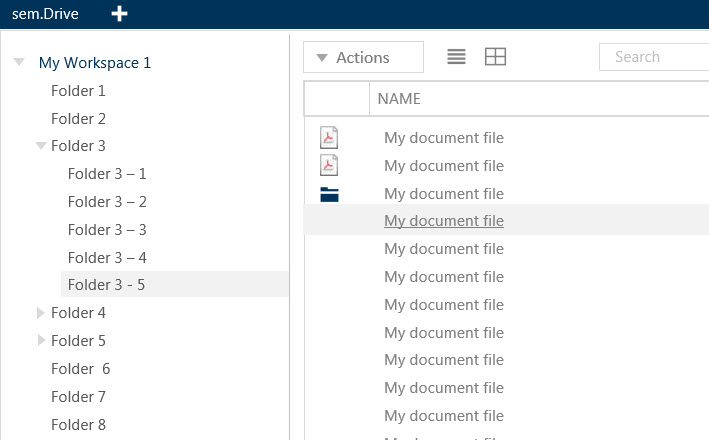 sem.Drive
My Workspace 1
Folder 1
Folder 2
Folder 3
Folder 3 – 1
Folder 3 – 2
Folder 3 – 3
Folder 3 – 4
Folder 3 - 5
Folder 4
Folder 5
Folder  6
Folder 7
Folder 8
Actions
Search
NAME
My document file
My document file
My document file
My document file
My document file
My document file
My document file
My document file
My document file
My document file
My document file
My document file